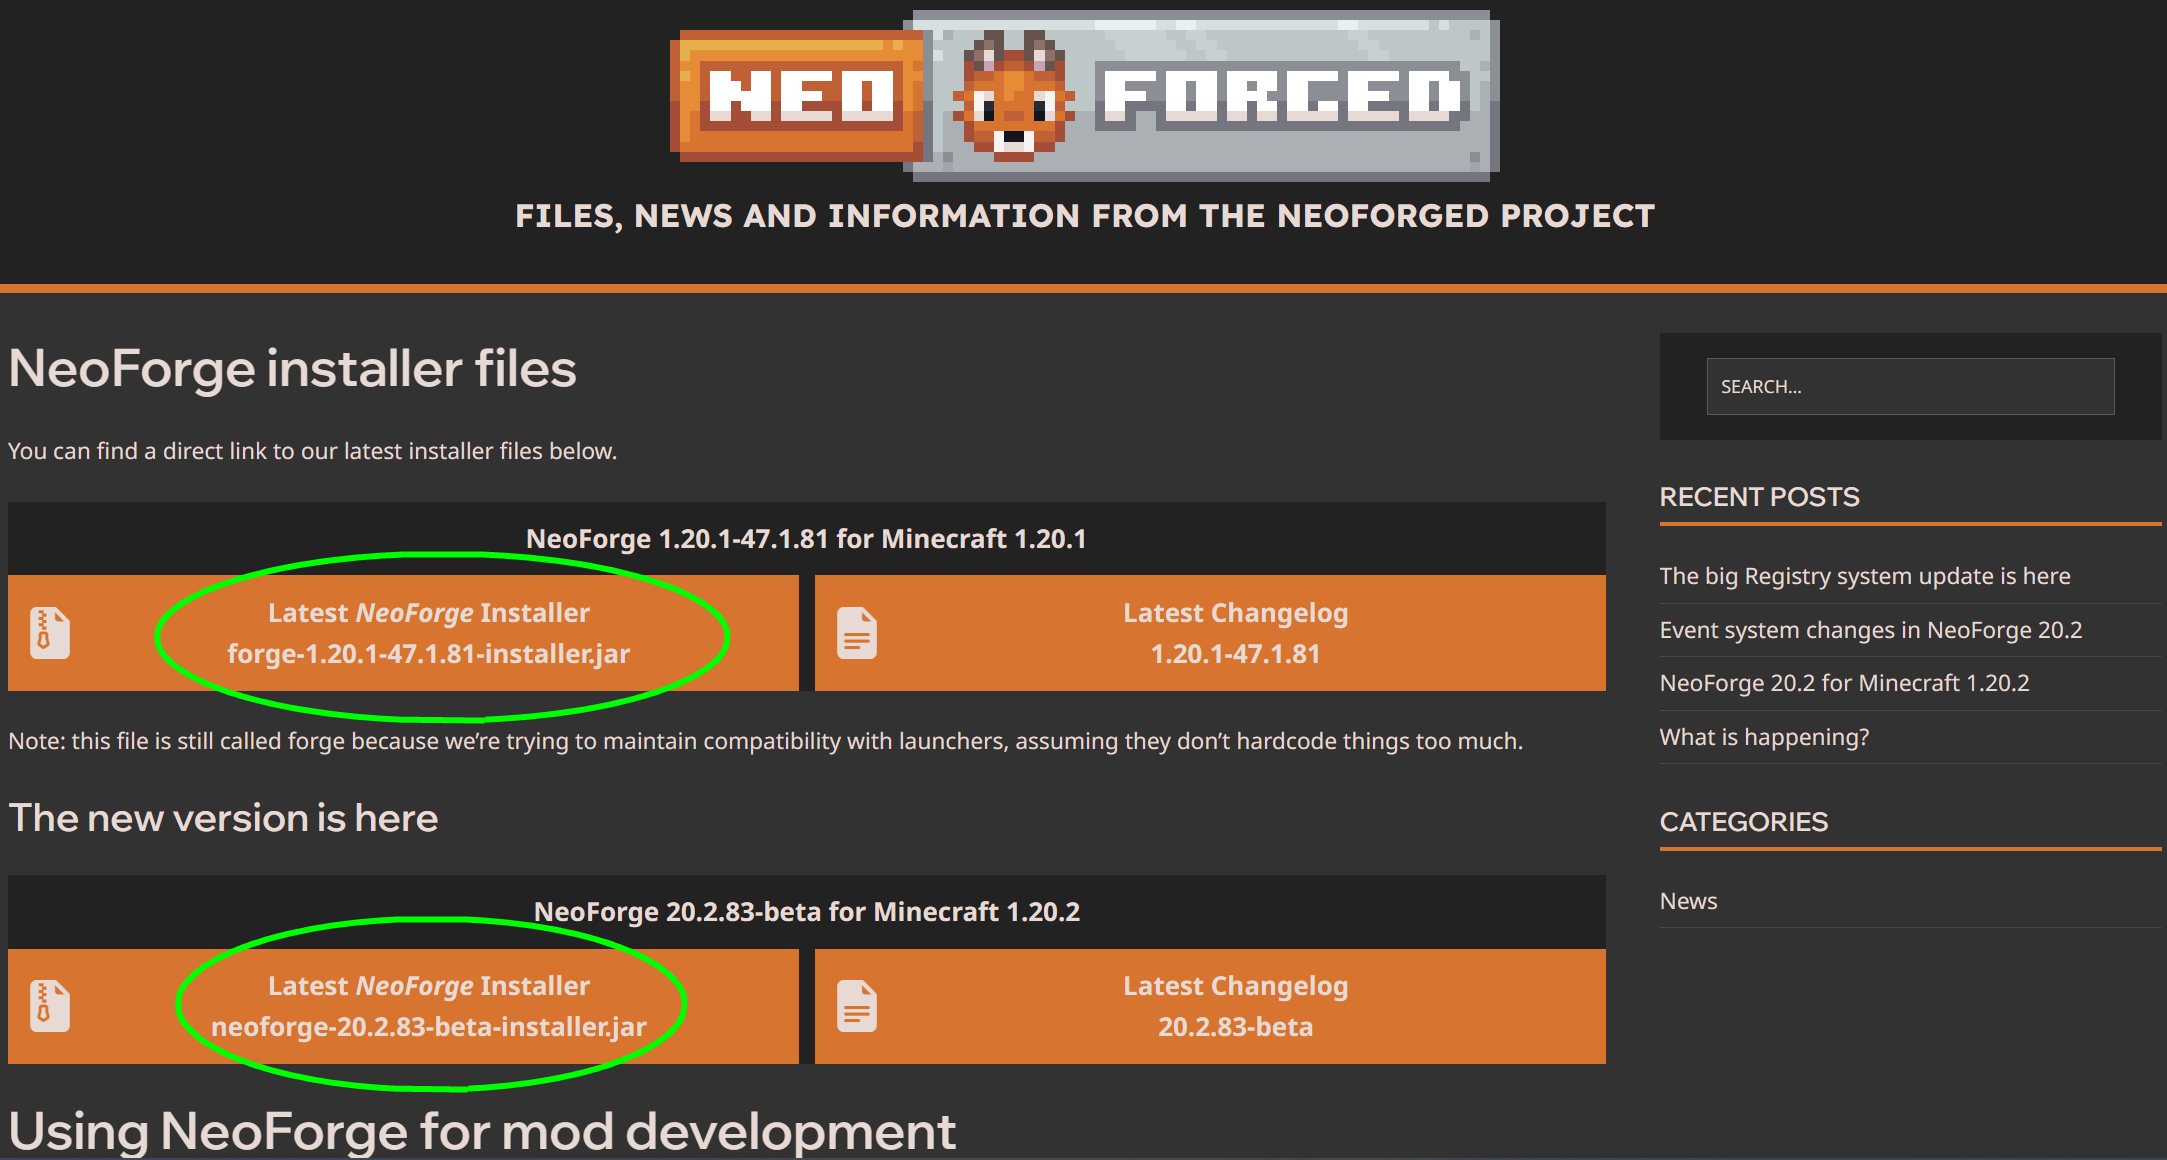 NEO FORGED
FILES, NEWS AND INFORMATION FROM THE NEOFORGED PROJECT
NeoForge installer files
You can find a direct link to our latest installer files below.
NeoForge 1.20.1-47.1.81 for Minecraft 1.20.1
Latest NeoForge Installer
forge-1.20.1-47.1.81-installer.jar
Latest Changelog
1.20.1-47.1.81
Note: this file is still called forge because we’re trying to maintain compatibility with launchers, assuming they don’t hardcode things too much.
The new version is here
NeoForge 20.2.83-beta for Minecraft 1.20.2
Latest NeoForge Installer
neoforge-20.2.83-beta-installer.jar
Latest Changelog
20.2.83-beta
Using NeoForge for mod development
SEARCH...
RECENT POSTS
The big Registry system update is here
Event system changes in NeoForge 20.2
NeoForge 20.2 for Minecraft 1.20.2
What is happening?
CATEGORIES
News